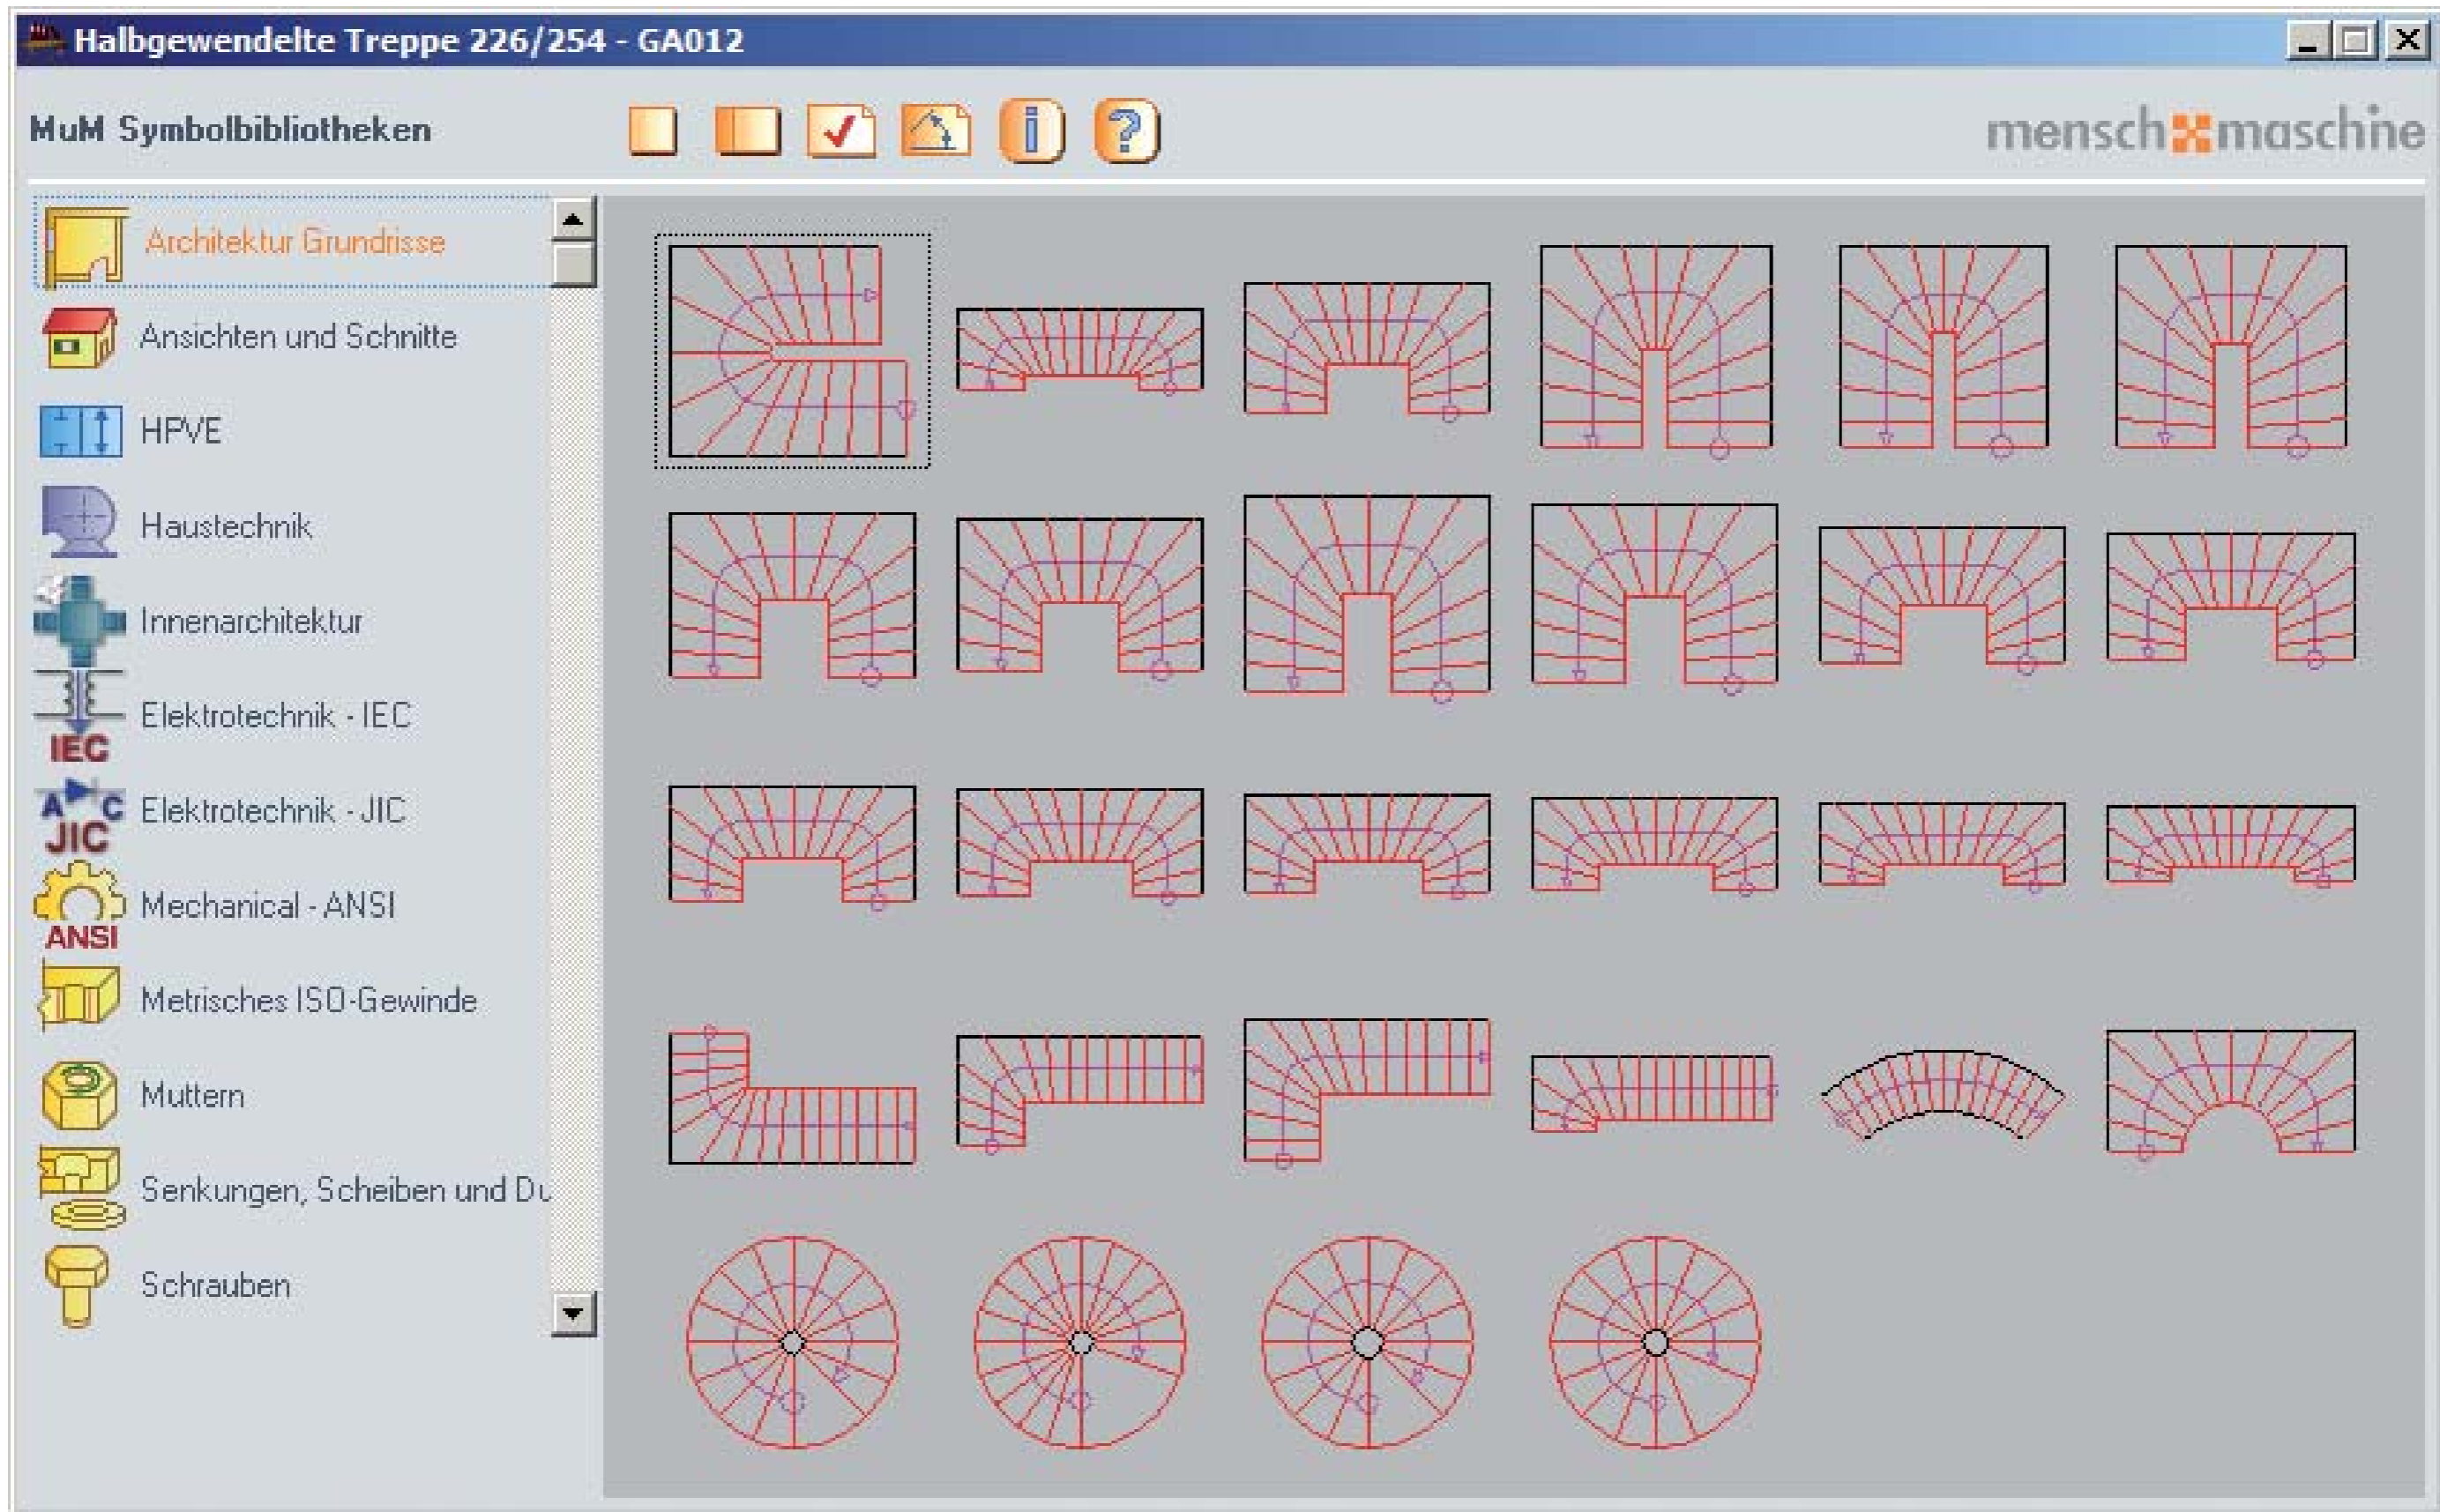 Halbgewendelte Treppe 226/254 - GA012
MuM Symbolbibliotheken
i
?
mensch maschine
Architektur Grundrisse
Ansichten und Schnitte
HPVE
Haustechnik
Innenarchitektur
Elektrotechnik - IEC
IEC
Elektrotechnik - JIC
A C
JIC
Mechanical - ANSI
ANSI
Metrisches ISO-Gewinde
Muttern
Senkungen, Scheiben und Du
Schrauben